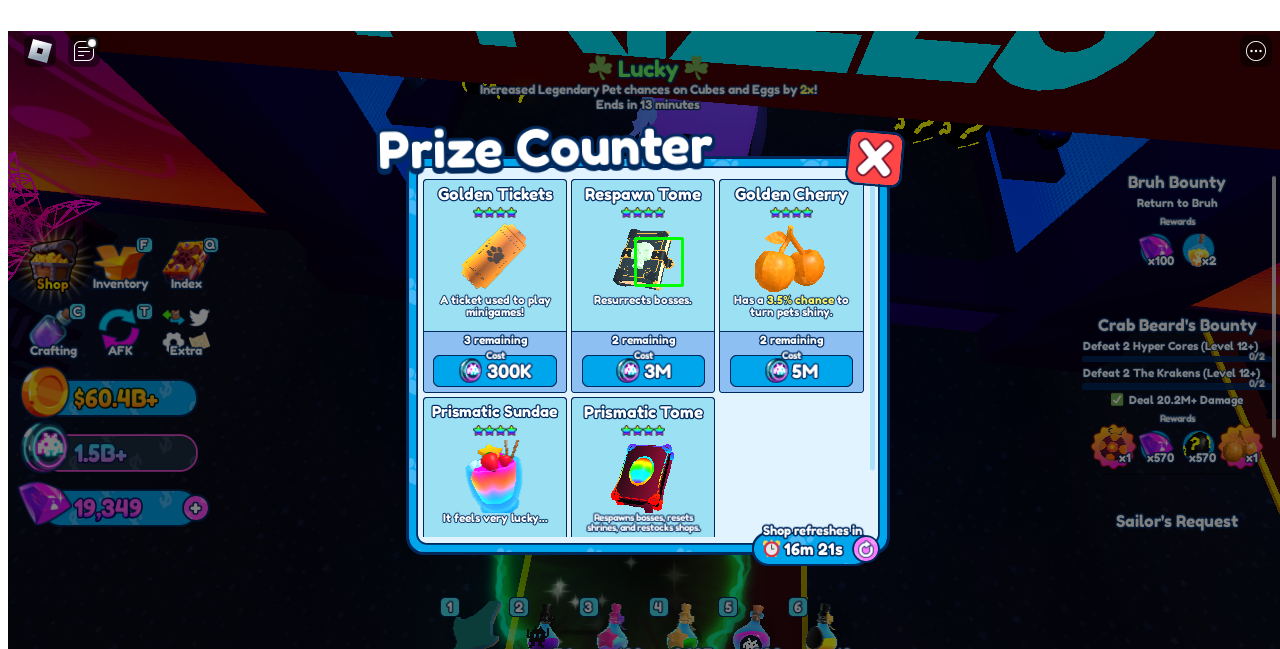 Lucky
Increased Legendary Pet chances on Cubes and Eggs by 2x!
Ends in 13 minutes
Prize Counter
Golden Tickets
A ticket used to play
minigames!
3 remaining
Cost
300K
Respawn Tome
Resurrects bosses.
2 remaining
Cost
3M
Golden Cherry
Has a 3.5% chance to
turn pets shiny.
2 remaining
Cost
5M
Prismatic Sundae
It feels very lucky...
Prismatic Tome
Respawns bosses, resets
shrines, and restocks shops.
Shop refreshes in
16m 21s
F
Q
Shop
Inventory
Index
C
T
Crafting
AFK
Extra
$60.4B+
1.5B+
19,349
Bruh Bounty
Return to Bruh
Rewards
x100
x2
Crab Beard's Bounty
Defeat 2 Hyper Cores (Level 12+)
0/2
Defeat 2 The Krakens (Level 12+)
0/2
Deal 20.2M+ Damage
Rewards
x1
x570
x570
x1
Sailor's Request
1
2
3
4
5
6